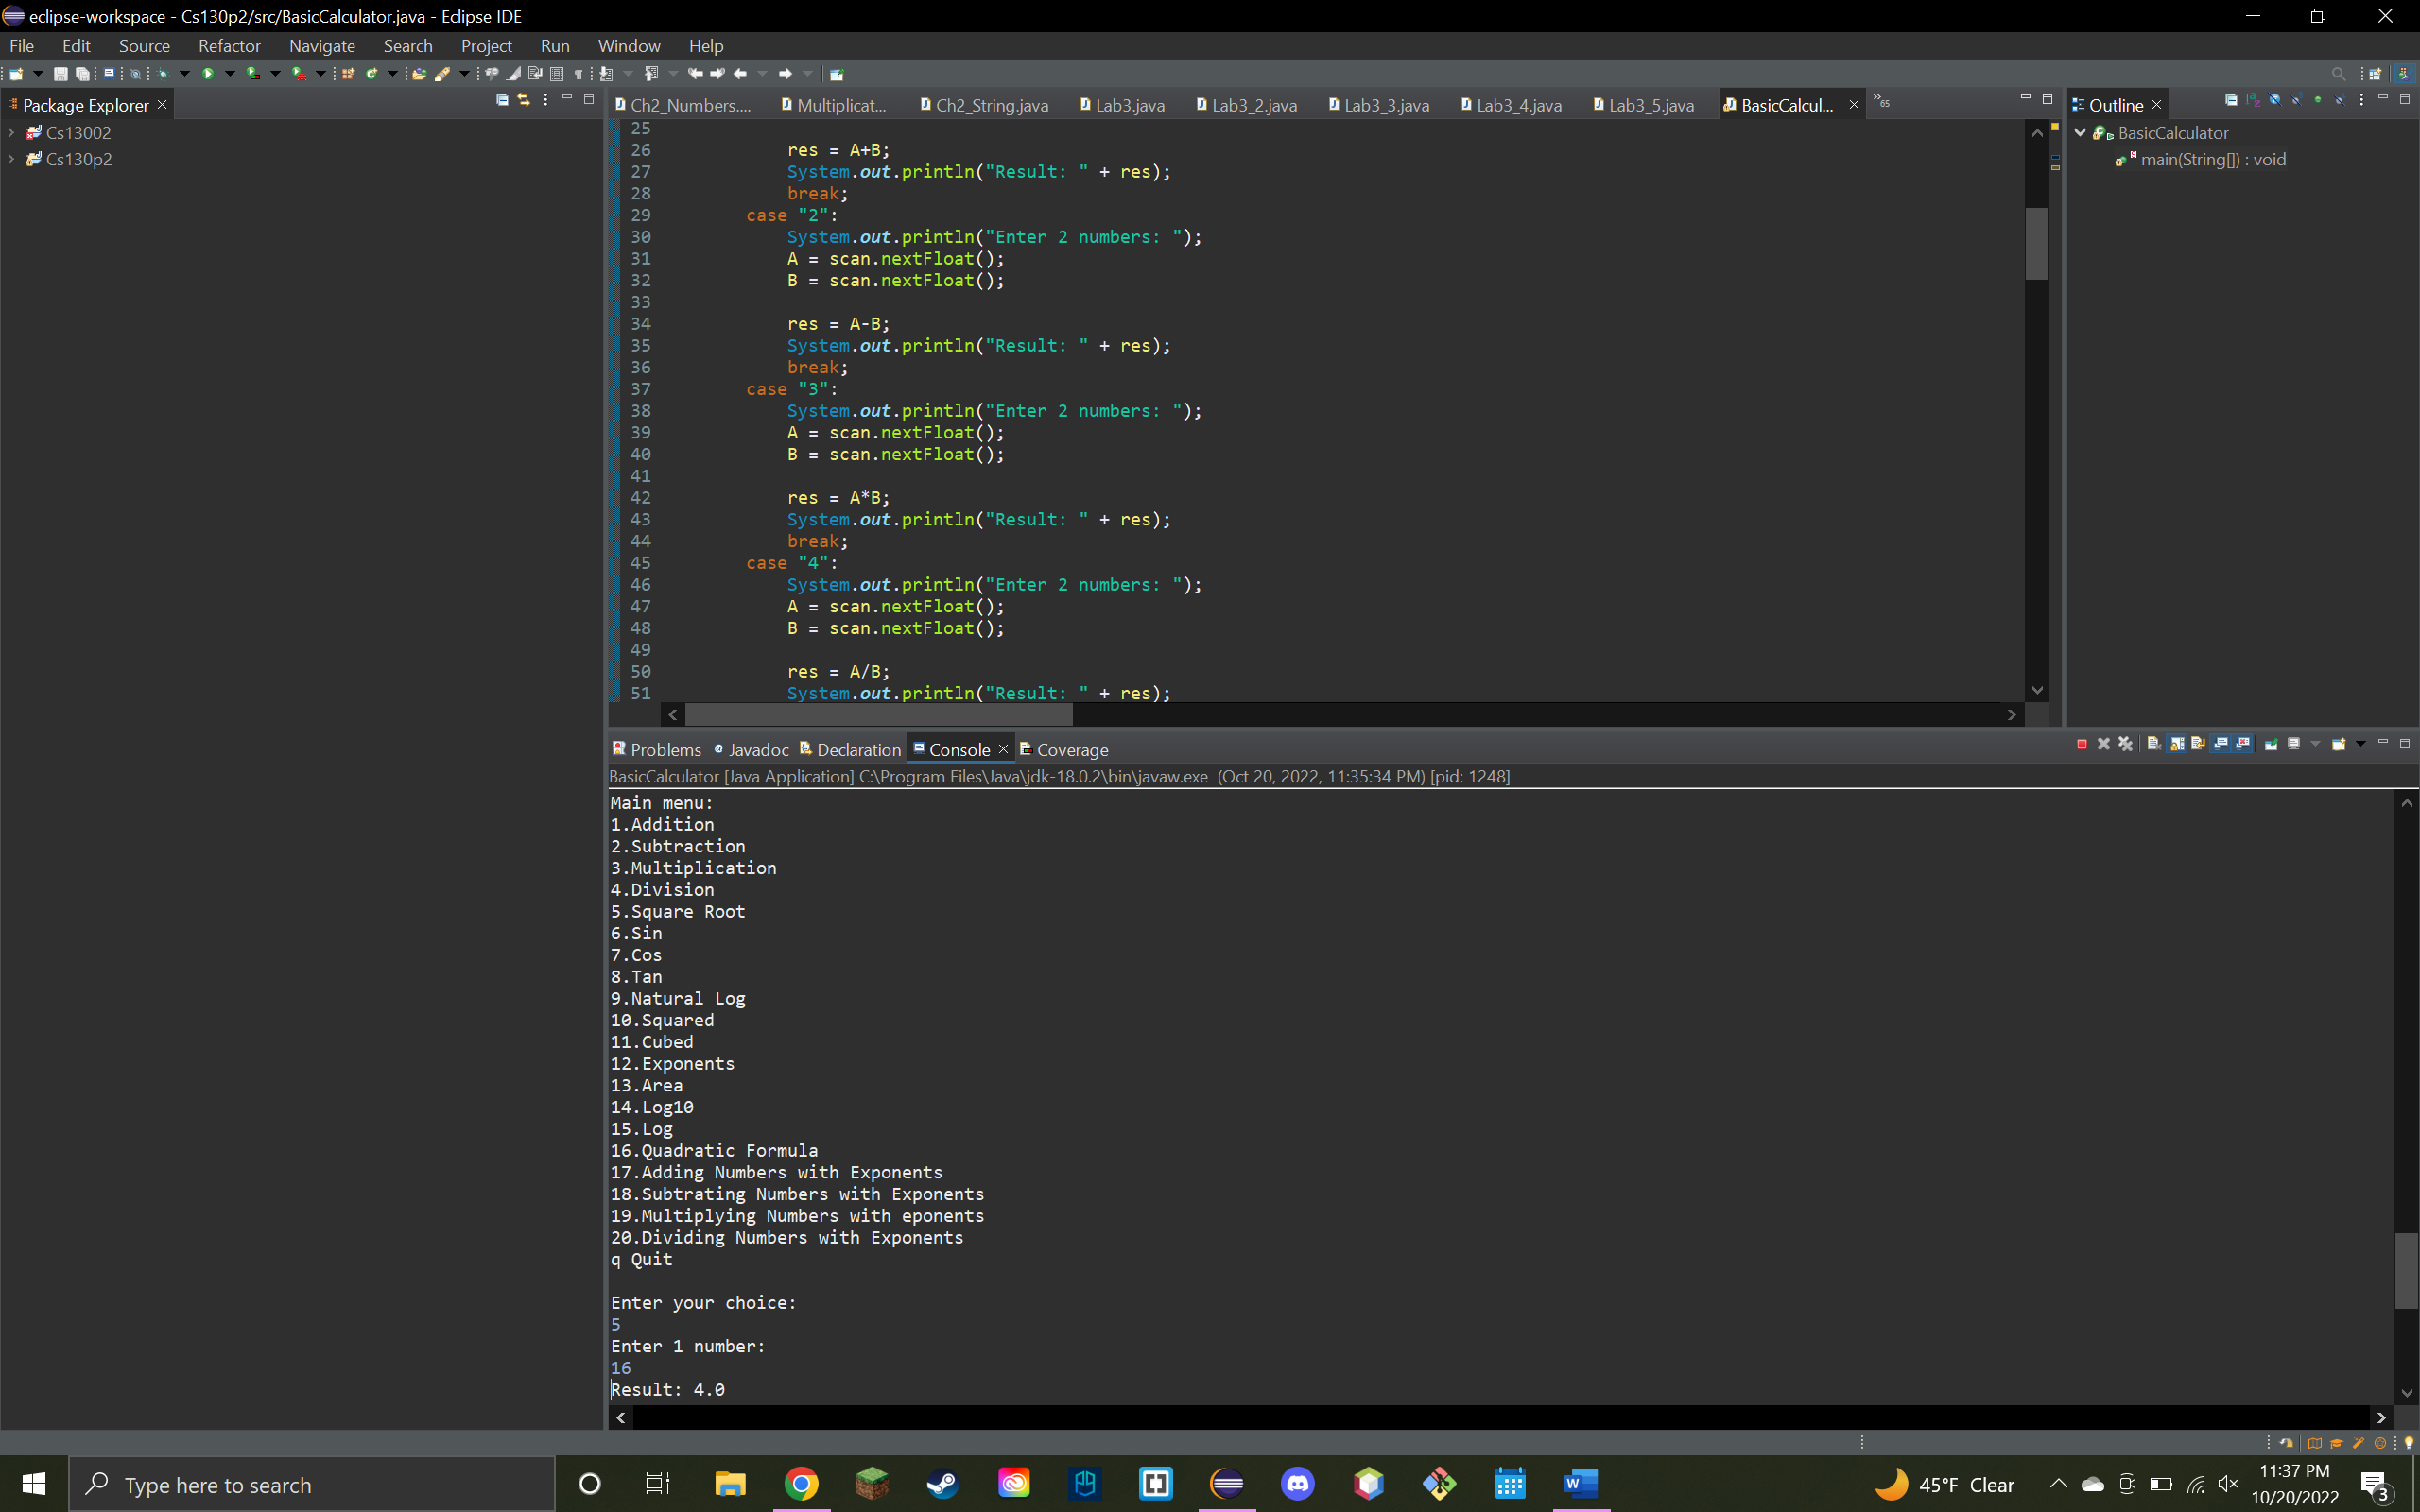 eclipse-workspace - Cs130p2/src/BasicCalculator.java - Eclipse IDE
File Edit Source Refactor Navigate Search Project Run Window Help
Package Explorer
Cs13002
Cs130p2
Ch2_Numbers.... Multiplicat... Ch2_String.java Lab3.java Lab3_2.java Lab3_3.java Lab3_4.java Lab3_5.java BasicCalcul... »65
25
26 res = A+B;
27 System.out.println("Result: " + res);
28 break;
29 case "2":
30 System.out.println("Enter 2 numbers: ");
31 A = scan.nextFloat();
32 B = scan.nextFloat();
33
34 res = A-B;
35 System.out.println("Result: " + res);
36 break;
37 case "3":
38 System.out.println("Enter 2 numbers: ");
39 A = scan.nextFloat();
40 B = scan.nextFloat();
41
42 res = A*B;
43 System.out.println("Result: " + res);
44 break;
45 case "4":
46 System.out.println("Enter 2 numbers: ");
47 A = scan.nextFloat();
48 B = scan.nextFloat();
49
50 res = A/B;
51 System.out.println("Result: " + res);
Outline
BasicCalculator
main(String[]) : void
Problems Javadoc Declaration Console Coverage
BasicCalculator [Java Application] C:\Program Files\Java\jdk-18.0.2\bin\javaw.exe (Oct 20, 2022, 11:35:34 PM) [pid: 1248]
Main menu:
1.Addition
2.Subtraction
3.Multiplication
4.Division
5.Square Root
6.Sin
7.Cos
8.Tan
9.Natural Log
10.Squared
11.Cubed
12.Exponents
13.Area
14.Log10
15.Log
16.Quadratic Formula
17.Adding Numbers with Exponents
18.Subtrating Numbers with Exponents
19.Multiplying Numbers with eponents
20.Dividing Numbers with Exponents
q Quit
Enter your choice:
5
Enter 1 number:
16
Result: 4.0
Type here to search
45°F Clear
11:37 PM
10/20/2022
3